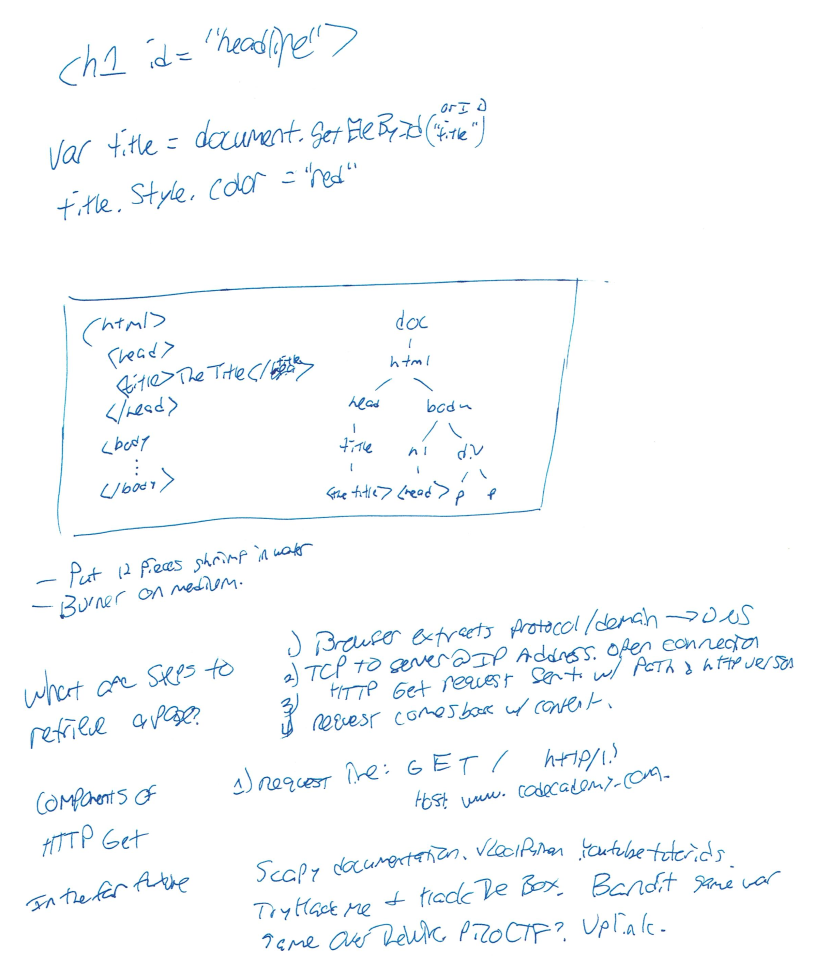 <h1 id= "headline">
var title = document.getEleById("title")
or ID
title.style.color = "red"
<html>
<head>
<title>The Title</title>
</head>
<body
⋮
</body>
doc
html
head body
title h1 div
<the title> <head> p p
- Put 12 pieces shrimp in water
- Burner on medium.
What are steps to
retrieve a page?
1) Browser extracts protocol/domain → DNS
2) TCP to server @ IP Address. open connection
3) HTTP Get request sent w/ Path & http version
4) request comes back w/ content.
Components of
HTTP Get
1) request line: GET / http/1.1
Host: www.codecademy.com.
In the far future
Scapy documentation. Youtube tutorials.
TryHackMe + Hack The Box. Bandit game war
game OverTheWire PicoCTF?